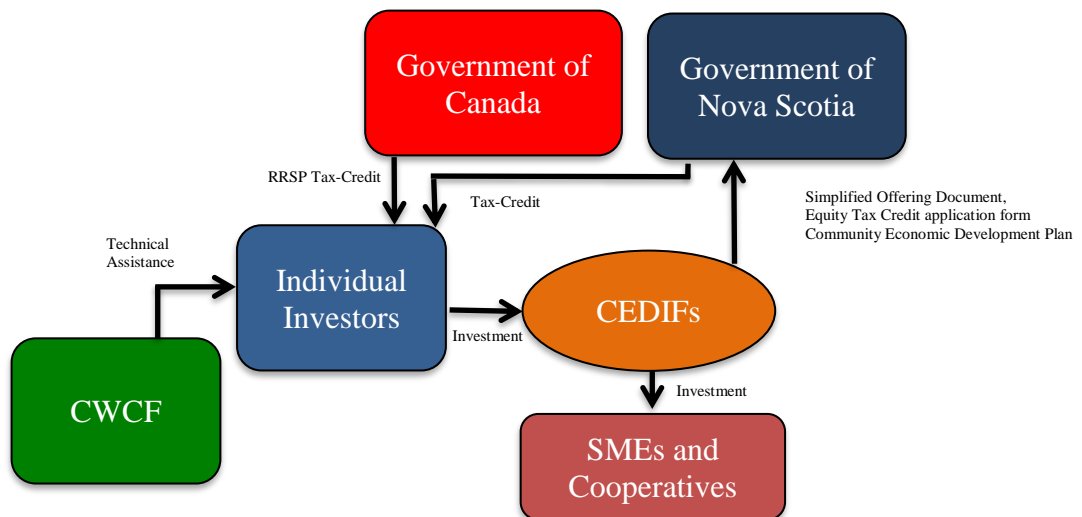 Government of
Canada
Government of
Nova Scotia
RRSP Tax-Credit
Tax-Credit
Simplified Offering Document,
Equity Tax Credit application form
Community Economic Development Plan
Technical
Assistance
Individual
Investors
Investment
CEDIFs
CWCF
Investment
SMEs and
Cooperatives